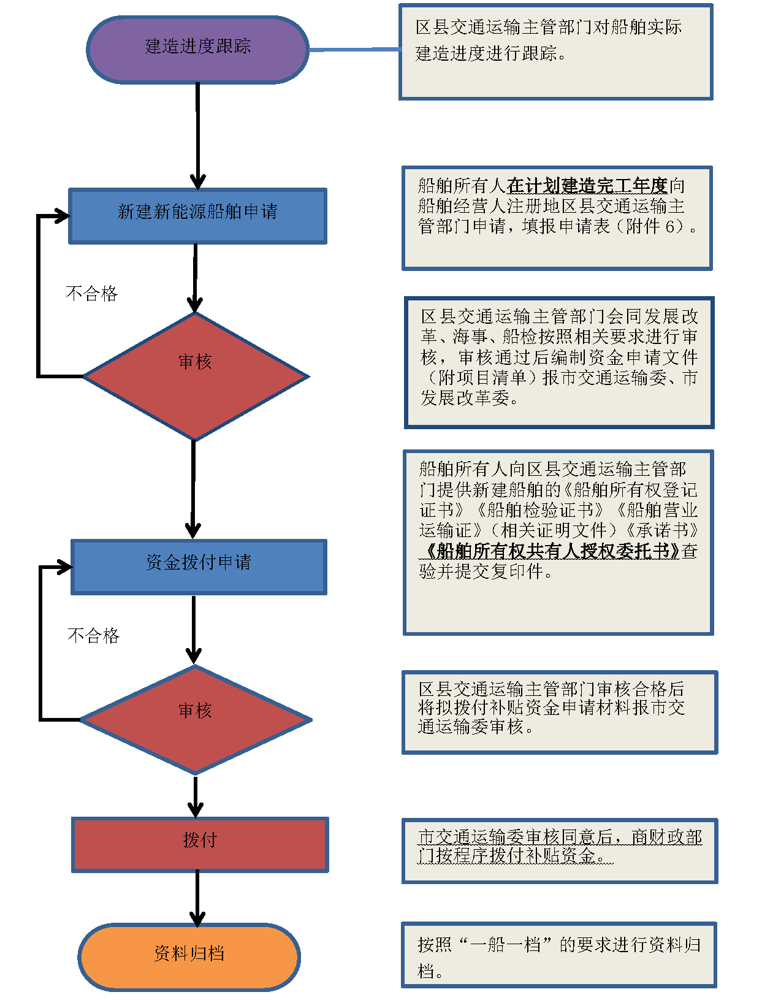 建造进度跟踪
区县交通运输主管部门对船舶实际
建造进度进行跟踪。
新建新能源船舶申请
船舶所有人在计划建造完工年度向
船舶经营人注册地区县交通运输主
管部门申请，填报申请表（附件6）。
不合格
审核
区县交通运输主管部门会同发展改
革、海事、船检按照相关要求进行审
核，审核通过后编制资金申请文件
（附项目清单）报市交通运输委、市
发展改革委。
船舶所有人向区县交通运输主管部
门提供新建船舶的《船舶所有权登记
证书》《船舶检验证书》《船舶营业
运输证》（相关证明文件）《承诺书》
《船舶所有权共有人授权委托书》查
验并提交复印件。
资金拨付申请
不合格
审核
区县交通运输主管部门审核合格后
将拟拨付补贴资金申请材料报市交
通运输委审核。
拨付
市交通运输委审核同意后，商财政部
门按程序拨付补贴资金。
资料归档
按照“一船一档”的要求进行资料归
档。